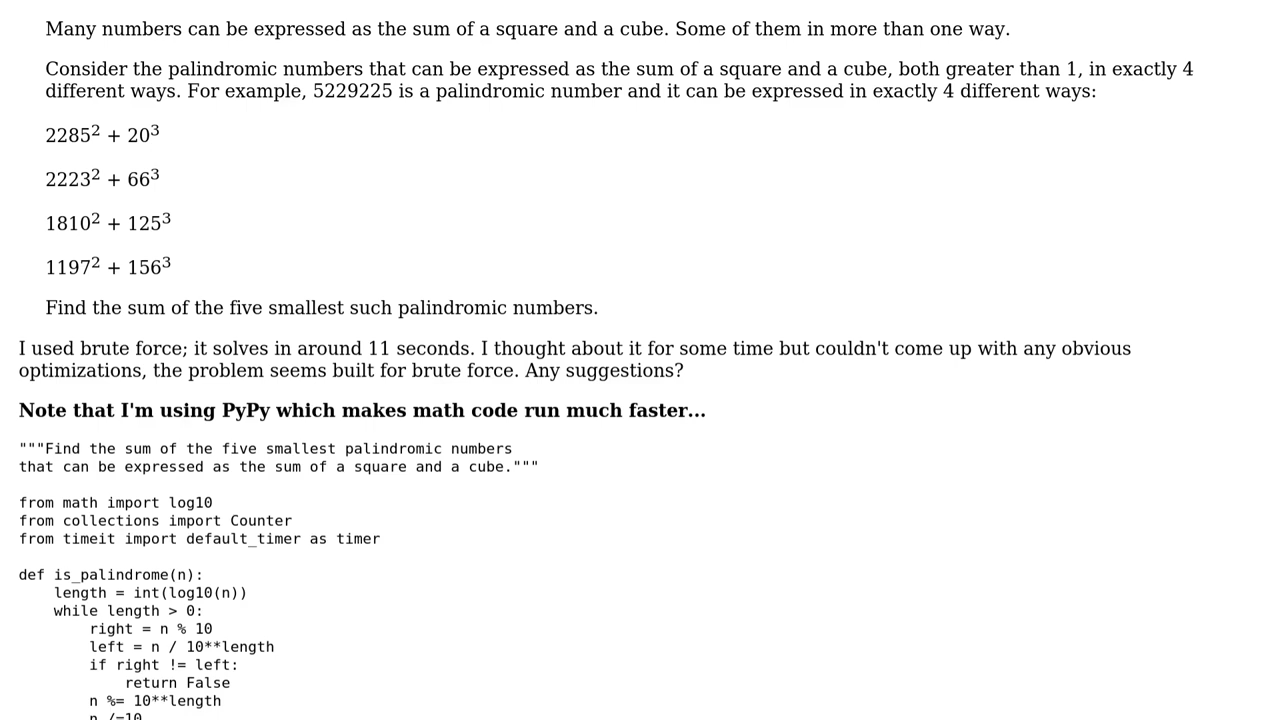 Many numbers can be expressed as the sum of a square and a cube. Some of them in more than one way.
Consider the palindromic numbers that can be expressed as the sum of a square and a cube, both greater than 1, in exactly 4
different ways. For example, 5229225 is a palindromic number and it can be expressed in exactly 4 different ways:
2285² + 20³
2223² + 66³
1810² + 125³
1197² + 156³
Find the sum of the five smallest such palindromic numbers.
I used brute force; it solves in around 11 seconds. I thought about it for some time but couldn't come up with any obvious
optimizations, the problem seems built for brute force. Any suggestions?
Note that I'm using PyPy which makes math code run much faster...
"""Find the sum of the five smallest palindromic numbers
that can be expressed as the sum of a square and a cube."""
from math import log10
from collections import Counter
from timeit import default_timer as timer
def is_palindrome(n):
    length = int(log10(n))
    while length > 0:
        right = n % 10
        left = n / 10**length
        if right != left:
            return False
        n %= 10**length
        n /=10